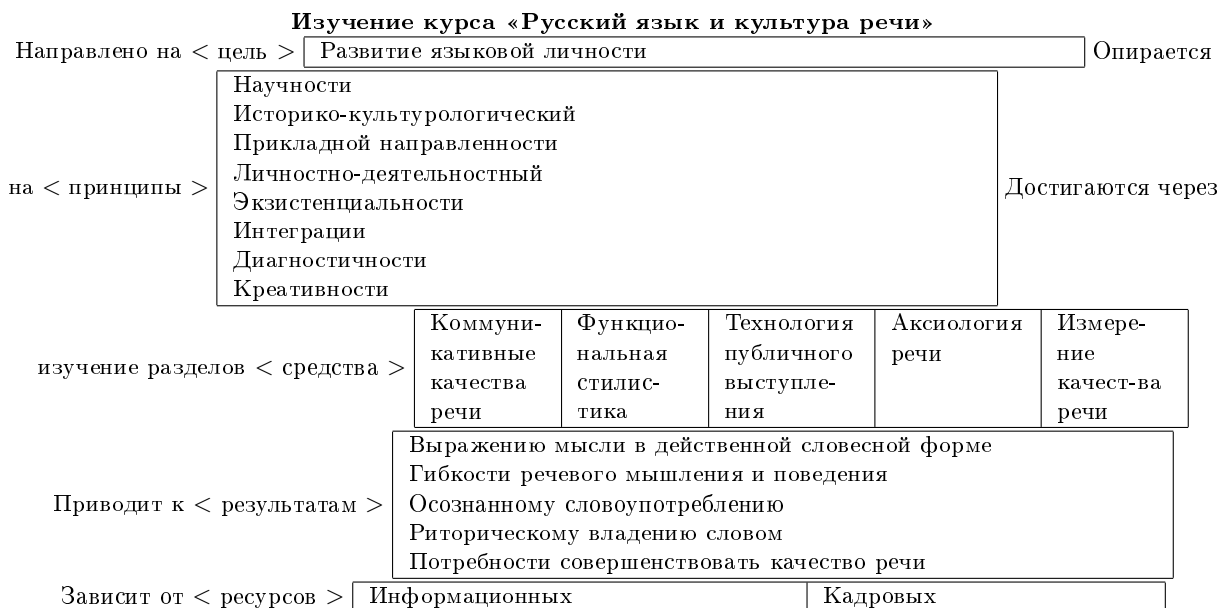 Изучение курса «Русский язык и культура речи»
Направлено на < цель > Развитие языковой личности Опирается
Научности
Историко-культурологический
Прикладной направленности
Личностно-деятельностный
Экзистенциальности
Интеграции
Диагностичности
Креативности
на < принципы >
Достигаются через
изучение разделов < средства >
Коммуни-
кативные
качества
речи
Функцио-
нальная
стилис-
тика
Технология
публичного
выступле-
ния
Аксиология
речи
Измере-
ние
качест-ва
речи
Приводит к < результатам >
Выражению мысли в действенной словесной форме
Гибкости речевого мышления и поведения
Осознанному словоупотреблению
Риторическому владению словом
Потребности совершенствовать качество речи
Зависит от < ресурсов > Информационных Кадровых